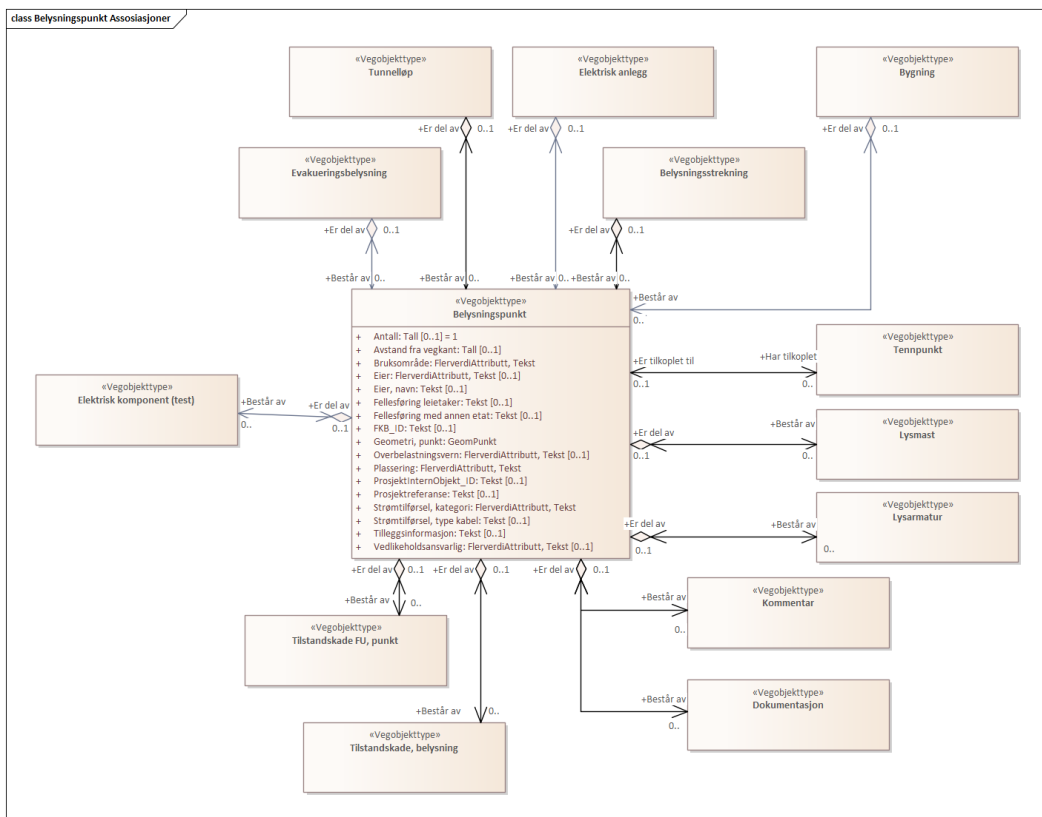 class Belysningspunkt Assosiasjoner
«Vegobjekttype»
Tunnelløp
«Vegobjekttype»
Elektrisk anlegg
«Vegobjekttype»
Bygning
+Er del av 0..1
+Er del av 0..1
+Er del av 0..1
«Vegobjekttype»
Evakueringsbelysning
«Vegobjekttype»
Belysningsstrekning
+Er del av 0..1
+Er del av 0..1
+Består av 0..
+Består av 0..
+Består av 0..
+Består av 0..
+Består av
0..
«Vegobjekttype»
Belysningspunkt
+ Antall: Tall [0..1] = 1
+ Avstand fra vegkant: Tall [0..1]
+ Bruksområde: FlerverdiAttributt, Tekst
+ Eier: FlerverdiAttributt, Tekst [0..1]
+ Eier, navn: Tekst [0..1]
+ Fellesføring leietaker: Tekst [0..1]
+ Fellesføring med annen etat: Tekst [0..1]
+ FKB_ID: Tekst [0..1]
+ Geometri, punkt: GeomPunkt
+ Overbelastningsvern: FlerverdiAttributt, Tekst [0..1]
+ Plassering: FlerverdiAttributt, Tekst
+ ProsjektInternObjekt_ID: Tekst [0..1]
+ Prosjektreferanse: Tekst [0..1]
+ Strømtilførsel, kategori: FlerverdiAttributt, Tekst
+ Strømtilførsel, type kabel: Tekst [0..1]
+ Tilleggsinformasjon: Tekst [0..1]
+ Vedlikeholdsansvarlig: FlerverdiAttributt, Tekst [0..1]
«Vegobjekttype»
Elektrisk komponent (test)
+Består av
0..
+Er del av
0..1
+Er tilkoplet til
0..1
+Har tilkoplet
0..
«Vegobjekttype»
Tennpunkt
+Er del av
0..1
+Består av
0..
«Vegobjekttype»
Lysmast
+Er del av
0..1
+Består av
0..
«Vegobjekttype»
Lysarmatur
+Er del av 0..1
+Er del av 0..1
+Er del av 0..1
+Består av 0..
«Vegobjekttype»
Tilstandskade FU, punkt
+Består av
0..
«Vegobjekttype»
Kommentar
+Består av
0..
«Vegobjekttype»
Dokumentasjon
+Består av 0..
«Vegobjekttype»
Tilstandskade, belysning